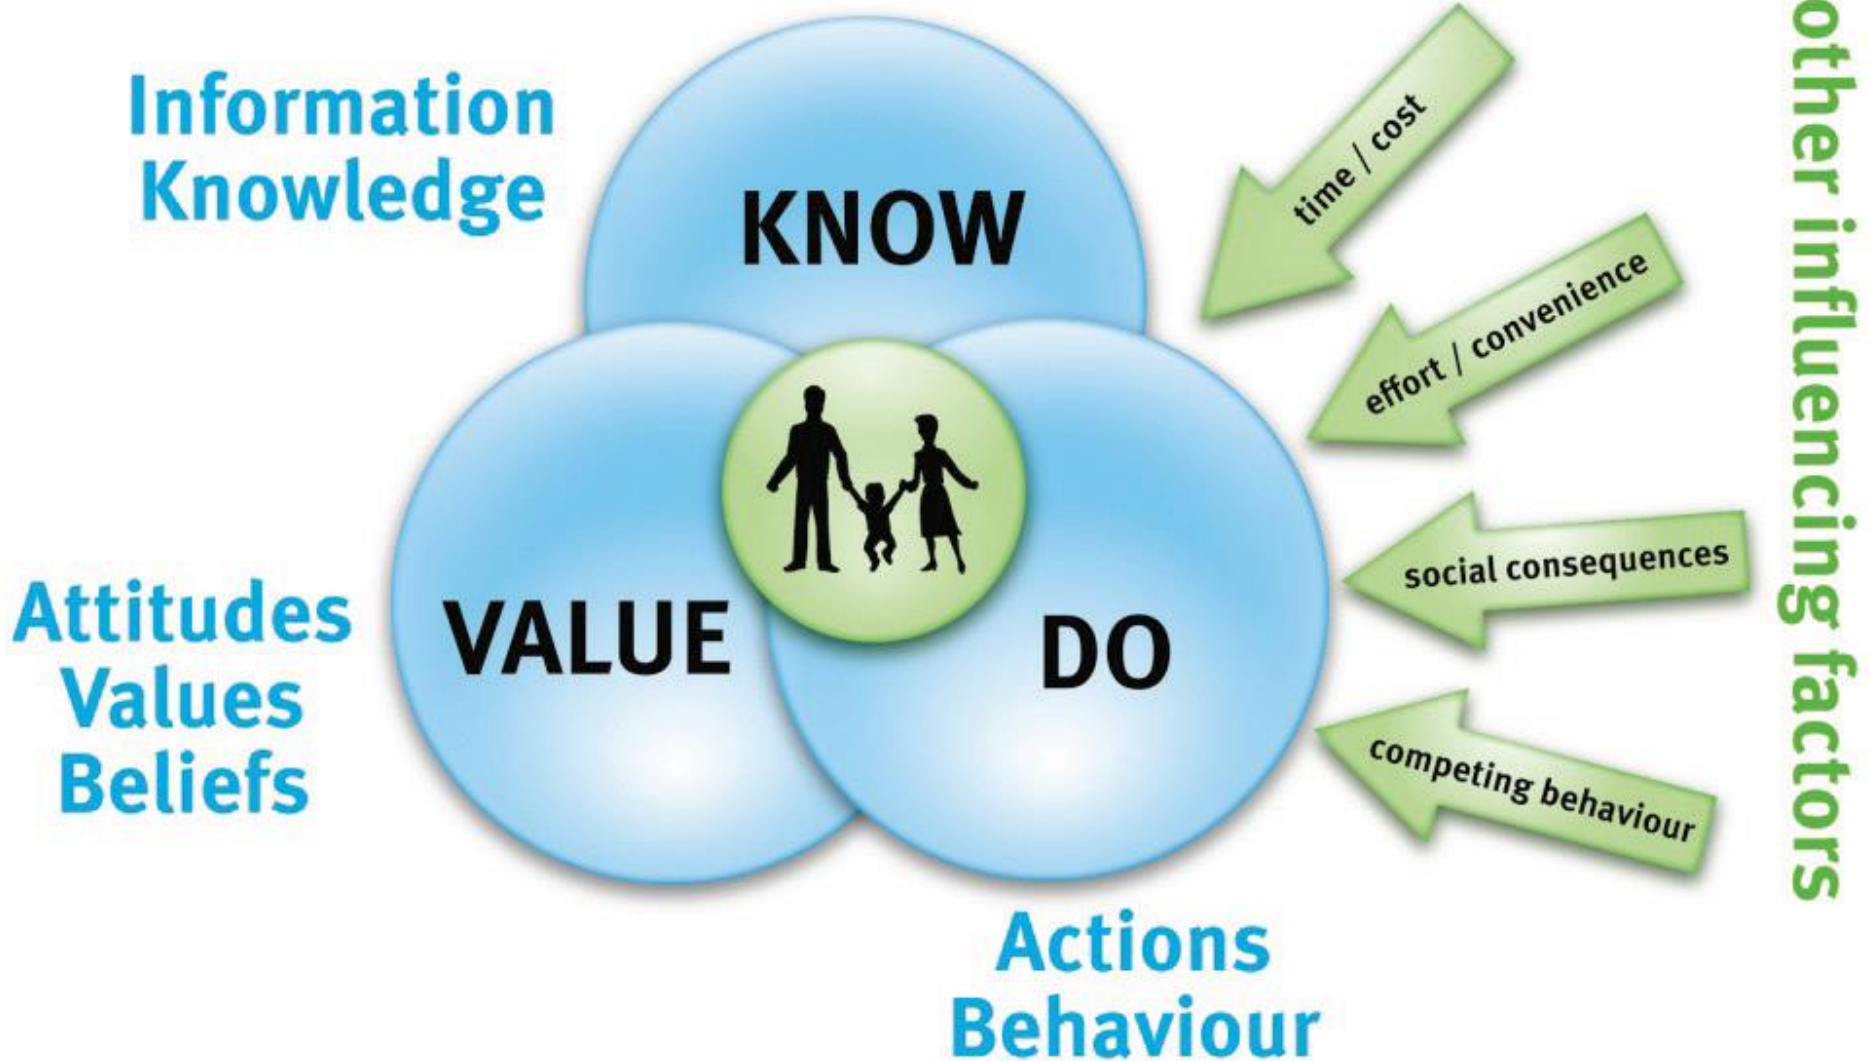 Information
Knowledge
KNOW
time / cost
effort / convenience
social consequences
competing behaviour
other influencing factors
VALUE
DO
Attitudes
Values
Beliefs
Actions
Behaviour